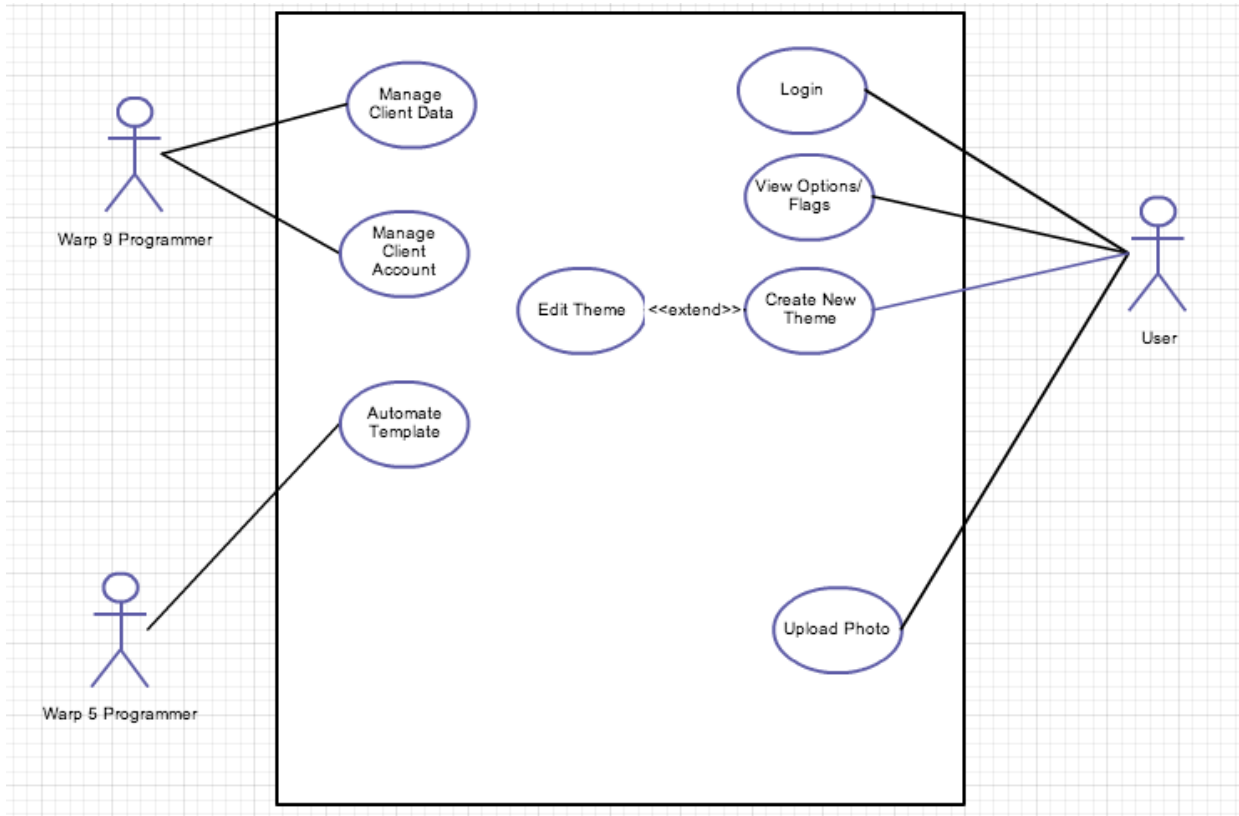 Manage
Client Data
Login
Warp 9 Programmer
View Options/
Flags
Manage
Client
Account
Edit Theme
<<extend>>
Create New
Theme
User
Automate
Template
Upload Photo
Warp 5 Programmer